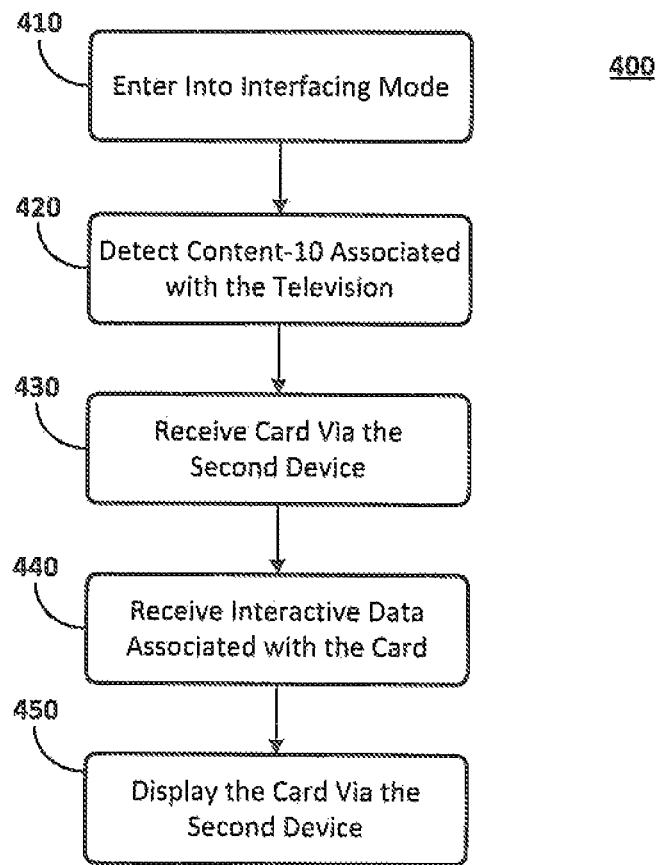 410
400
Enter Into Interfacing Mode
420
Detect Content-10 Associated
with the Television
430
Receive Card Via the
Second Device
440
Receive Interactive Data
Associated with the Card
450
Display the Card Via the
Second Device